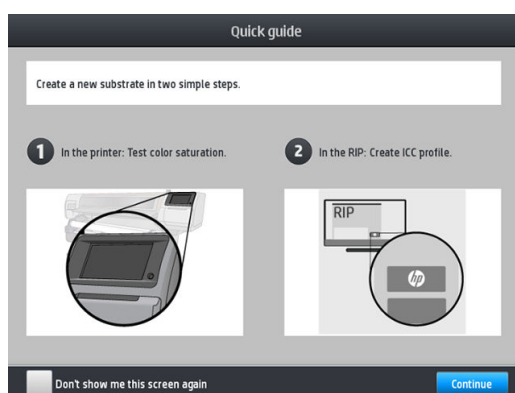 Quick guide
Create a new substrate in two simple steps.
1 In the printer: Test color saturation.
2 In the RIP: Create ICC profile.
RIP
hp
Don't show me this screen again
Continue